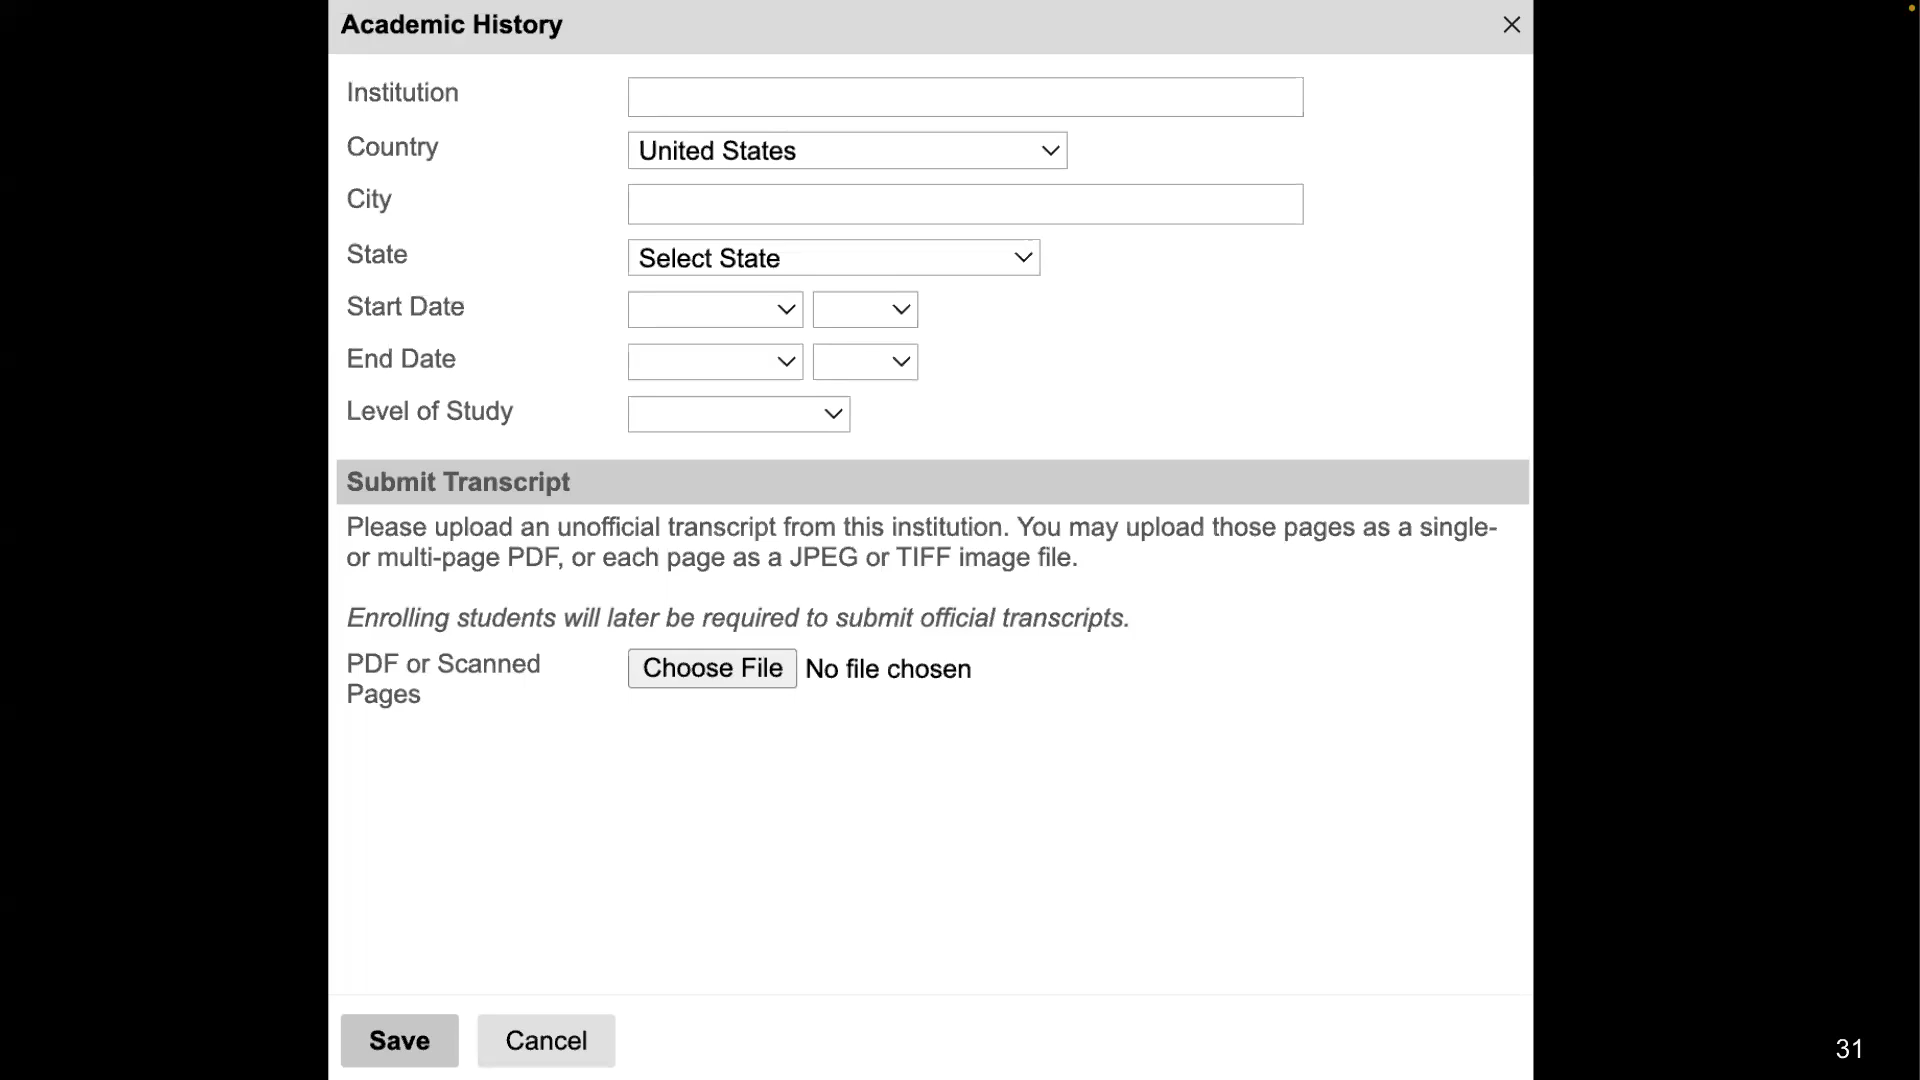 Academic History
Institution
Country
United States
City
State
Select State
Start Date
End Date
Level of Study
Submit Transcript
Please upload an unofficial transcript from this institution. You may upload those pages as a single-
or multi-page PDF, or each page as a JPEG or TIFF image file.
Enrolling students will later be required to submit official transcripts.
PDF or Scanned
Pages
Choose File No file chosen
Save
Cancel
31